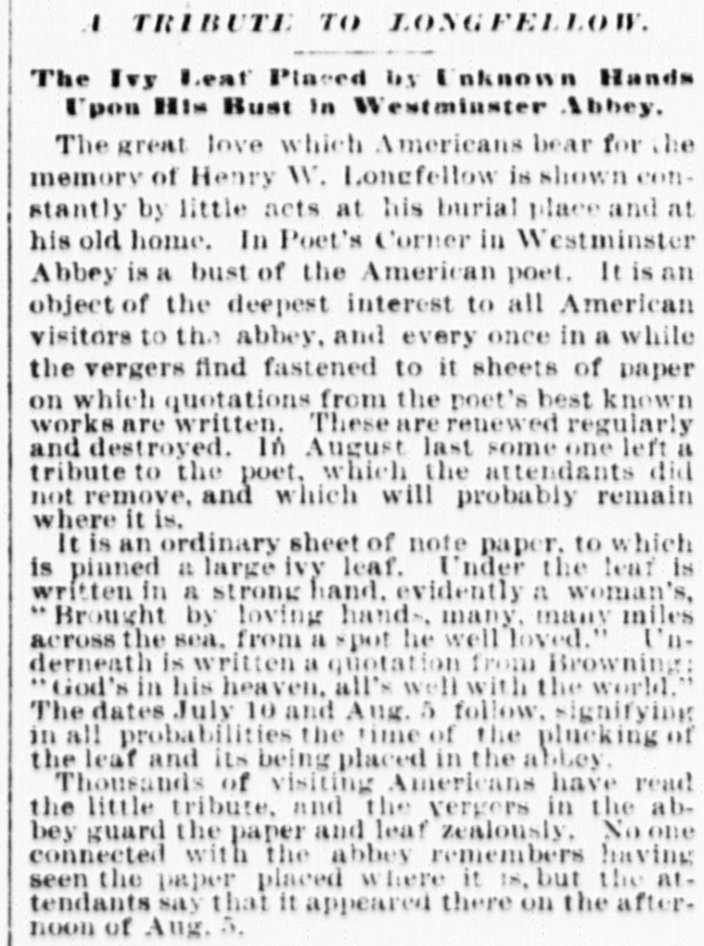 A TRIBUTE TO LONGFELLOW.
The Ivy Leaf Placed by Unknown Hands
Upon His Bust in Westminster Abbey.
The great love which Americans bear for the
memory of Henry W. Longfellow is shown con-
stantly by little acts at his burial place and at
his old home. In Poet's Corner in Westminster
Abbey is a bust of the American poet. It is an
object of the deepest interest to all American
visitors to the abbey, and every once in a while
the vergers find fastened to it sheets of paper
on which quotations from the poet's best known
works are written. These are renewed regularly
and destroyed. In August last some one left a
tribute to the poet, which the attendants did
not remove, and which will probably remain
where it is.
It is an ordinary sheet of note paper, to which
is pinned a large ivy leaf. Under the leaf is
written in a strong hand, evidently a woman's,
"Brought by loving hands, many, many miles
across the sea, from a spot he well loved." Un-
derneath is written a quotation from Browning:
"God's in his heaven, all's well with the world."
The dates July 10 and Aug. 5 follow, signifying
in all probabilities the time of the plucking of
the leaf and its being placed in the abbey.
Thousands of visiting Americans have read
the little tribute, and the vergers in the ab-
bey guard the paper and leaf zealously. No one
connected with the abbey remembers having
seen the paper placed where it is, but the at-
tendants say that it appeared there on the after-
noon of Aug. 5.